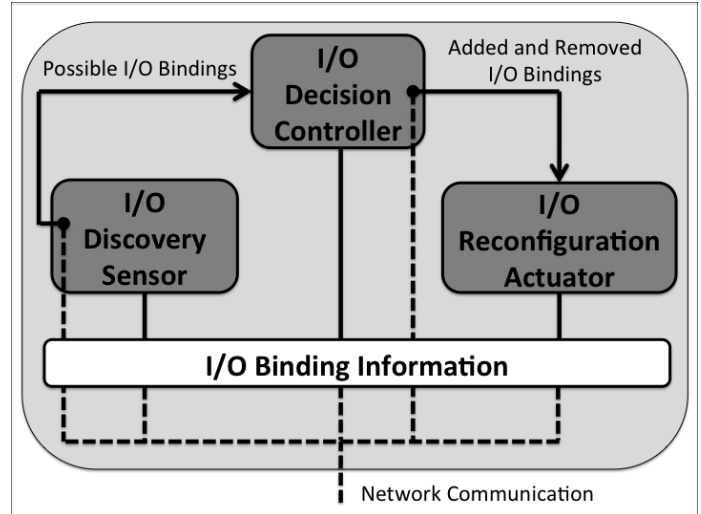 Possible I/O Bindings
I/O
Decision
Controller
Added and Removed
I/O Bindings
I/O
Discovery
Sensor
I/O
Reconfiguration
Actuator
I/O Binding Information
Network Communication